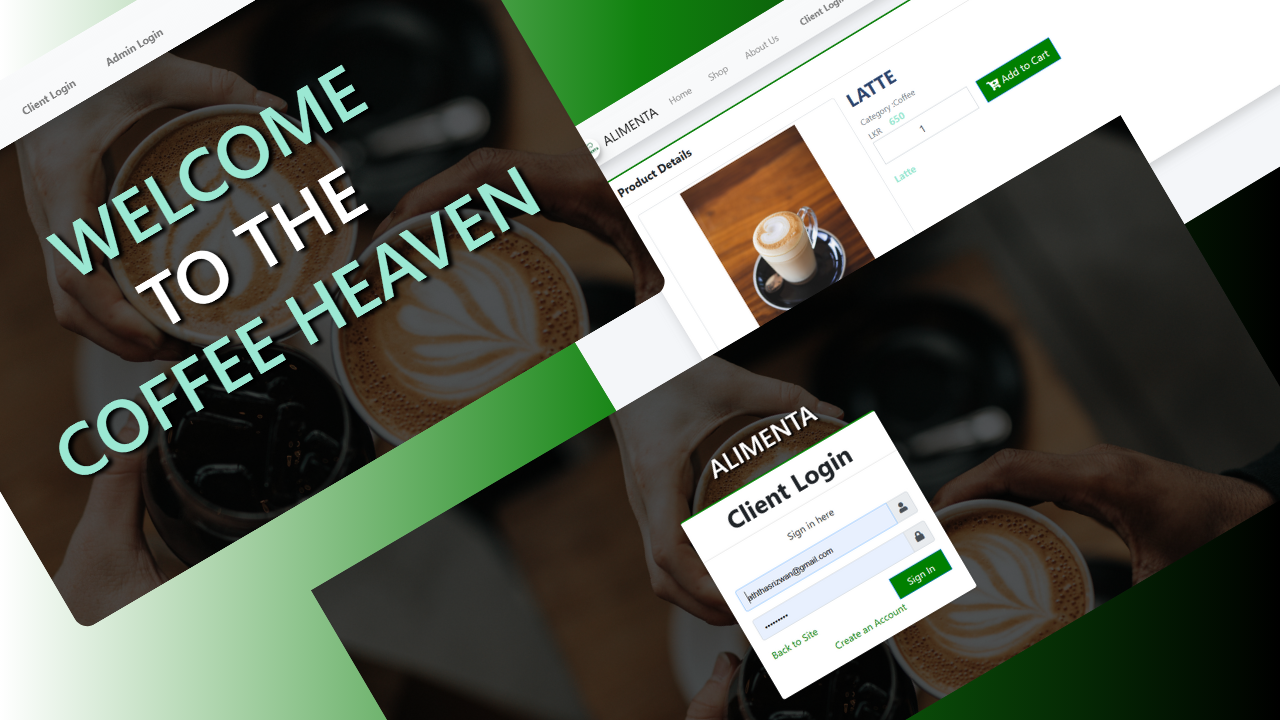 Client Login
Admin Login
WELCOME
TO THE
COFFEE HEAVEN
ALIMENTA
Home
Shop
About Us
Client Login
Product Details
LATTE
Category :Coffee
LKR 650
1
Add to Cart
Latte
ALIMENTA
Client Login
Sign in here
aththasrizwan@gmail.com
•••••••••
Sign In
Back to Site
Create an Account